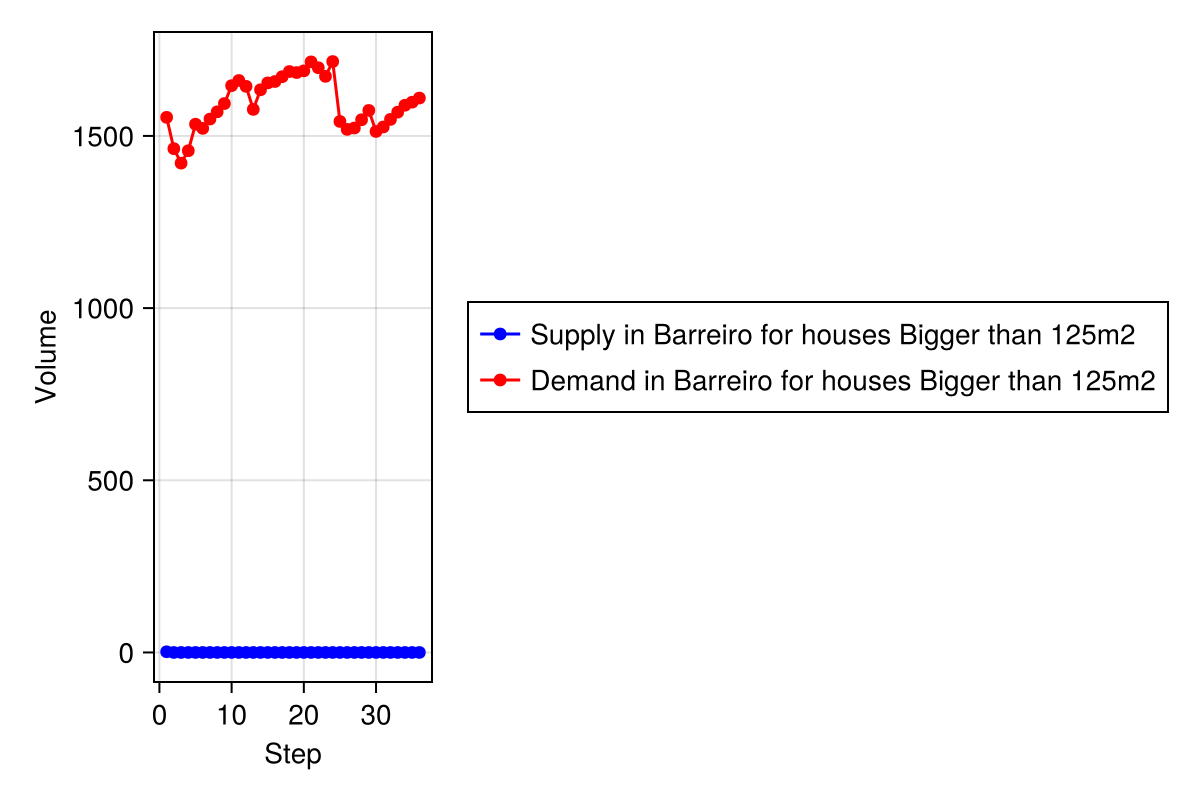 Volume
1500
1000
500
0
0 10 20 30
Step
Supply in Barreiro for houses Bigger than 125m2
Demand in Barreiro for houses Bigger than 125m2